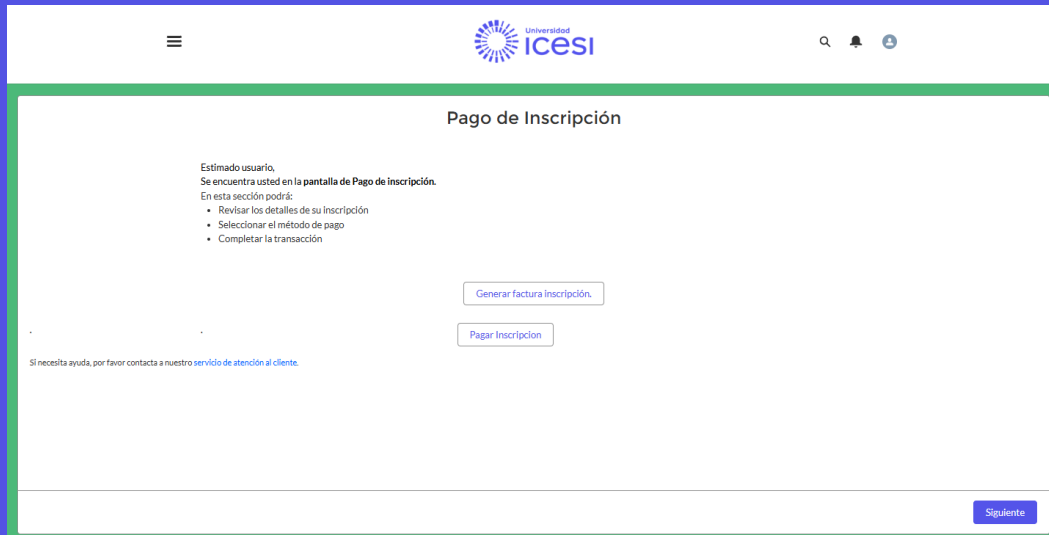 Universidad
icesi
Pago de Inscripción
Estimado usuario,
Se encuentra usted en la pantalla de Pago de inscripción.
En esta sección podrá:
• Revisar los detalles de su inscripción
• Seleccionar el método de pago
• Completar la transacción
Generar factura inscripción.
. . Pagar Inscripcion
Si necesita ayuda, por favor contacta a nuestro servicio de atención al cliente.
Siguiente